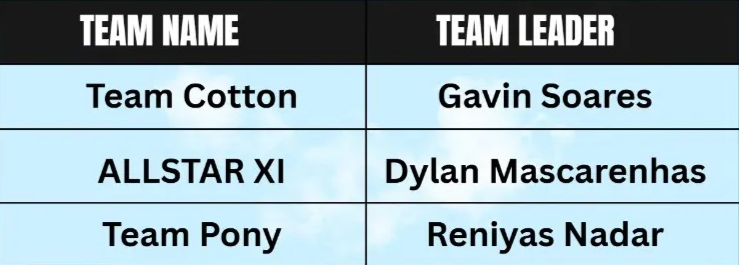 TEAM NAME TEAM LEADER
Team Cotton Gavin Soares
ALLSTAR XI Dylan Mascarenhas
Team Pony Reniyas Nadar